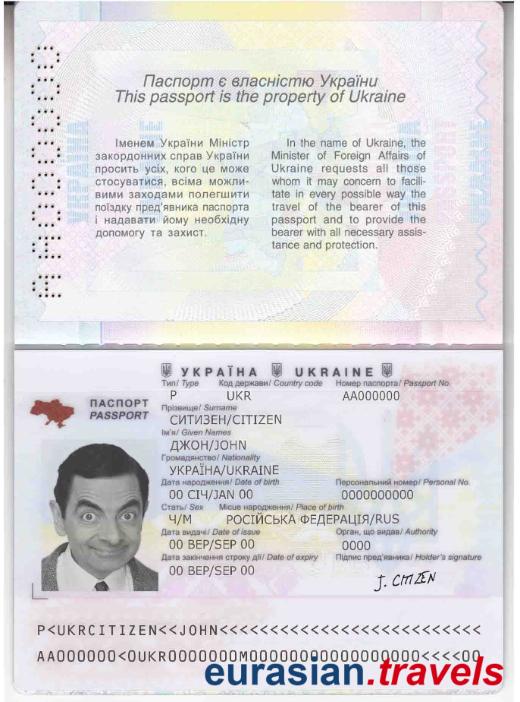 AA000000
Паспорт є власністю України
This passport is the property of Ukraine
Іменем України Міністр
закордонних справ України
просить усіх, кого це може
стосуватися, всіма можли-
вими заходами полегшити
поїздку пред’явника паспорта
і надавати йому необхідну
допомогу та захист.
In the name of Ukraine, the
Minister of Foreign Affairs of
Ukraine requests all those
whom it may concern to facili-
tate in every possible way the
travel of the bearer of this
passport and to provide the
bearer with all necessary assis-
tance and protection.
УКРАЇНА UKRAINE
ПАСПОРТ
PASSPORT
Тип/ Type Код держави/ Country code Номер паспорта/ Passport No.
P UKR AA000000
Прізвище/ Surname
СИТИЗЕН/CITIZEN
Ім'я/ Given Names
ДЖОН/JOHN
Громадянство/ Nationality
УКРАЇНА/UKRAINE
Дата народження/ Date of birth Персональний номер/ Personal No.
00 СІЧ/JAN 00 0000000000
Стать/ Sex Місце народження/ Place of birth
Ч/M РОСІЙСЬКА ФЕДЕРАЦІЯ/RUS
Дата видачі/ Date of issue Орган, що видав/ Authority
00 ВЕР/SEP 00 0000
Дата закінчення строку дії/ Date of expiry Підпис пред'явника/ Holder's signature
00 ВЕР/SEP 00
J. CITIZEN
P<UKRCITIZEN<<JOHN<<<<<<<<<<<<<<<<<<<<<<<<<<
AA000000<0UKR0000000M00000000000000000<<<<00
eurasian.travels